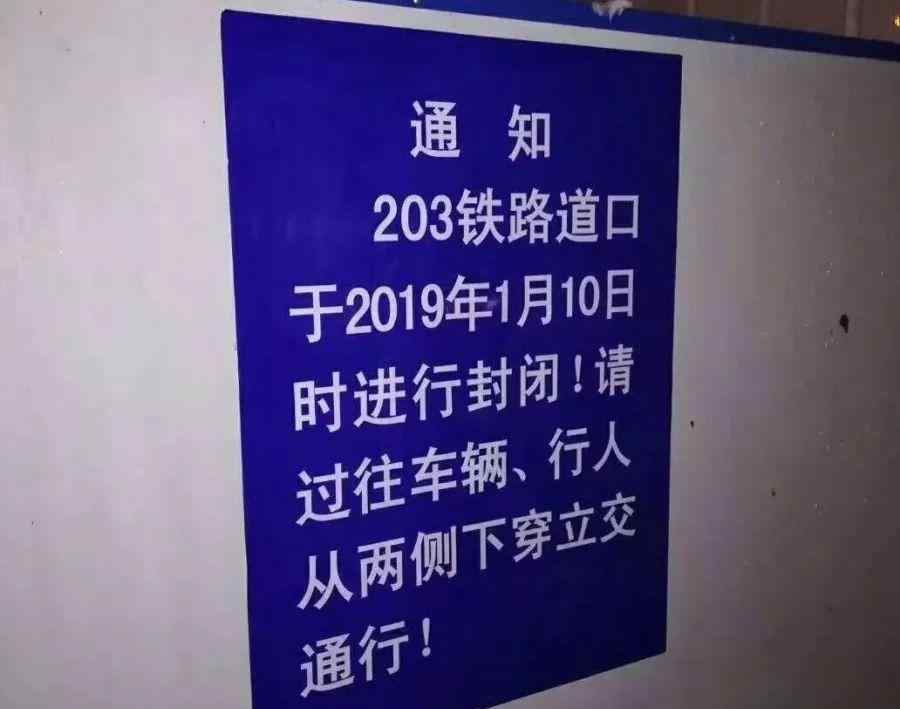 通 知
203铁路道口
于2019年1月10日
时进行封闭！请
过往车辆、行人
从两侧下穿立交
通行！